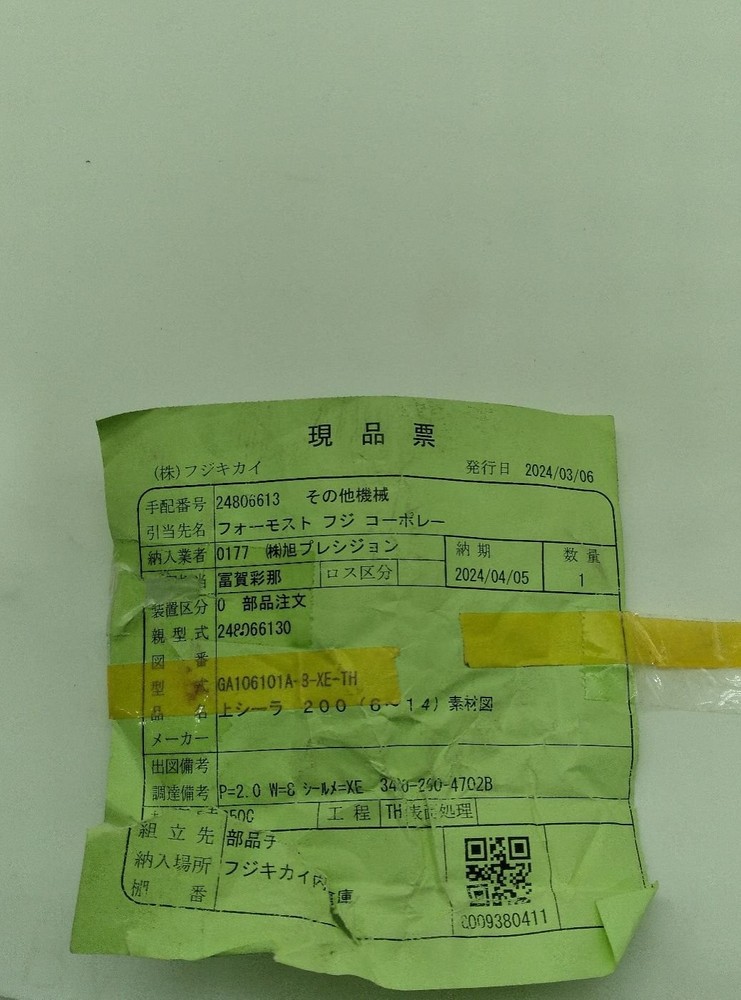 現品票
(株)フジキカイ 発行日 2024/03/06
手配番号 24806613 その他機械
引当先名 フォーモスト フジ コーポレー
納入業者 0177 ㈱旭プレシジョン 納期 2024/04/05 数量 1
当 冨賀彩那 ロス区分
装置区分 0 部品注文
親型式 248066130
図番
型式 GA106101A-B-XE-TH
品名 上シーラ 200(6~14)素材図
メーカー
出図備考
調達備考 P=2.0 W=8 シールメ=XE
工程 TH表面処理
組立先 部品
納入場所 フジキカイ内
棚番 倉庫
0009380411